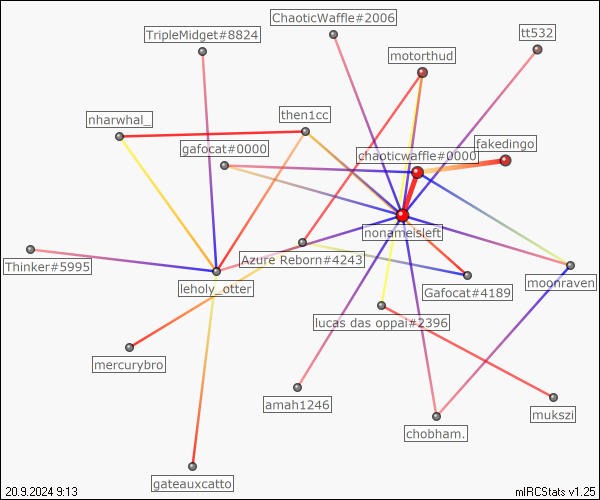 ChaoticWaffle#2006
TripleMidget#8824
tt532
motorthud
nharwhal_
then1cc
fakedingo
gafocat#0000
chaoticwaffle#0000
nonameisleft
Azure Reborn#4243
Thinker#5995
leholy_otter
Gafocat#4189
moonraven
lucas das oppai#2396
mercurybro
amah1246
mukszi
chobham.
gateauxcatto
20.9.2024 9:13
mIRCStats v1.25